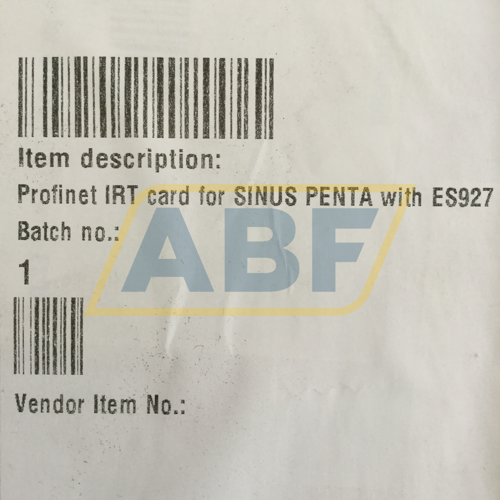 Item description:
Profinet IRT card for SINUS PENTA with ES927
Batch no.:
1
Vendor Item No.:
ABF